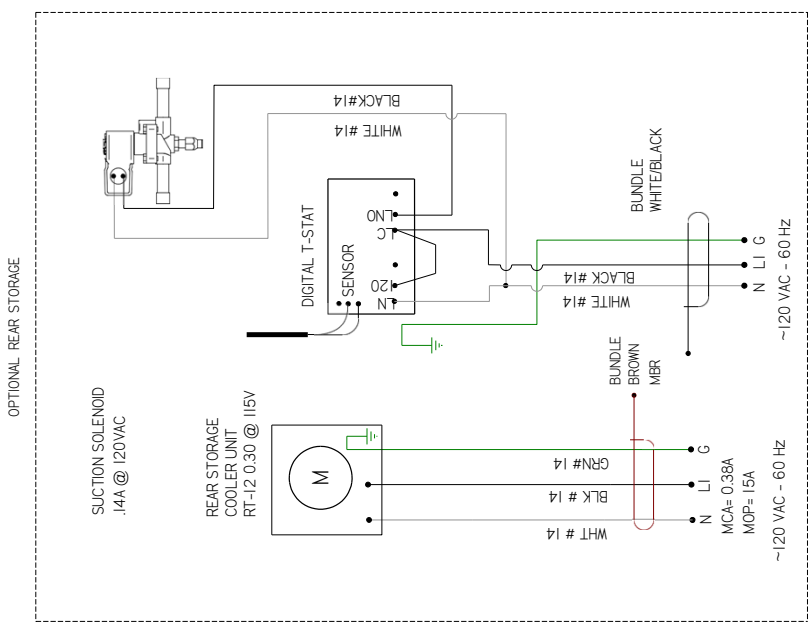 OPTIONAL REAR STORAGE
SUCTION SOLENOID
.14A @ 120VAC
BLACK#14
WHITE #14
DIGITAL T-STAT
SENSOR
LN
120
LC
LNO
BLACK #14
WHITE #14
BUNDLE
WHITE/BLACK
N
L1
G
~120 VAC - 60 Hz
REAR STORAGE
COOLER UNIT
RT-12 0.30 @ 115V
M
GRN# 14
BLK # 14
WHT # 14
BUNDLE
BROWN
MBR
N
L1
G
MCA= 0.38A
MOP= 15A
~120 VAC - 60 Hz